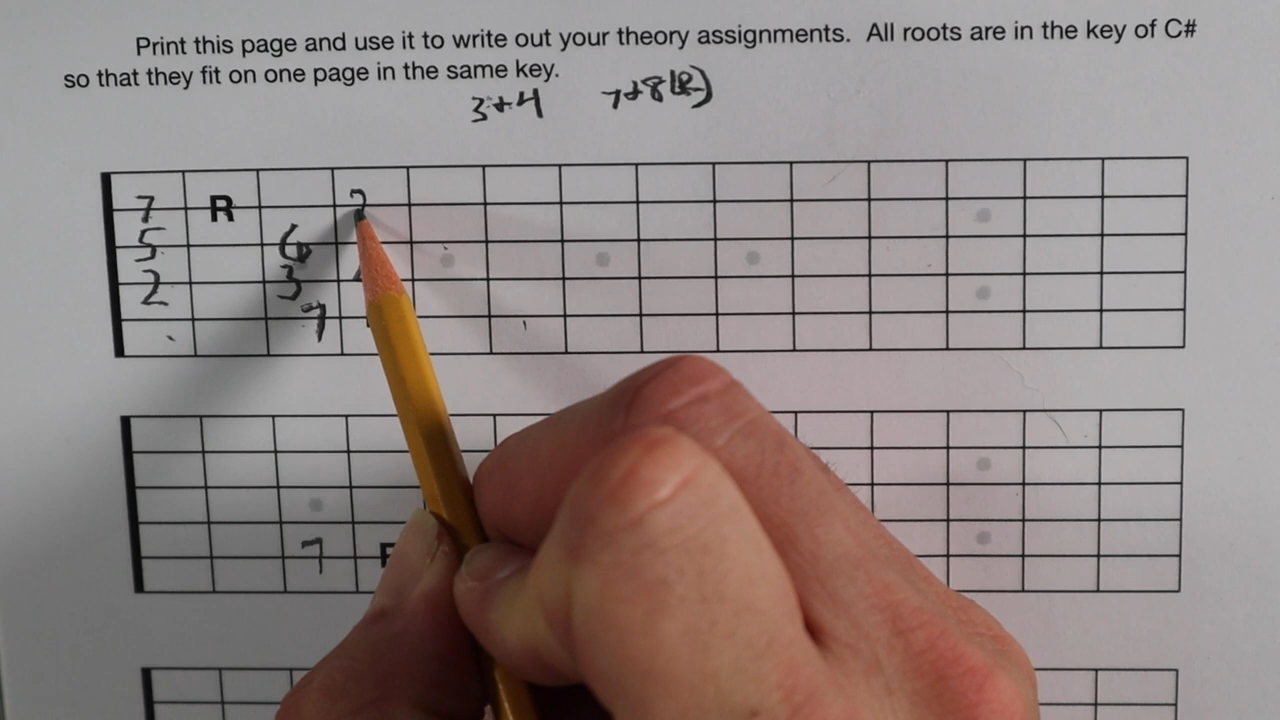 Print this page and use it to write out your theory assignments. All roots are in the key of C#
so that they fit on one page in the same key.
3+4 7+8(R)
7 R 2
5 6
2 3
7
7